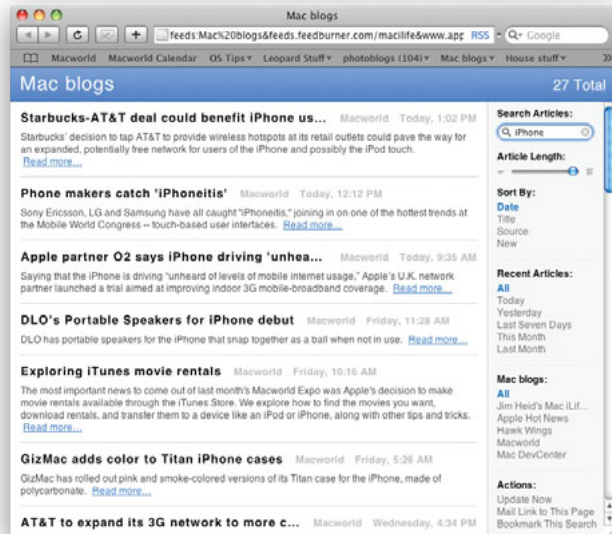 Mac blogs
feeds:Mac%20blogs&feeds.feedburner.com/macilife&www.app RSS Google
Macworld Macworld Calendar OS Tips Leopard Stuff photoblogs (104) Mac blogs House stuff
Mac blogs 27 Total
Starbucks-AT&T deal could benefit iPhone us... Macworld Today, 1:02 PM
Starbucks' decision to tap AT&T to provide wireless hotspots at its retail outlets could pave the way for
an expanded, potentially free network for users of the iPhone and possibly the iPod touch.
Read more...
Phone makers catch 'iPhoneitis' Macworld Today, 12:12 PM
Sony Ericsson, LG and Samsung have all caught "iPhoneitis," joining in on one of the hottest trends at
the Mobile World Congress -- touch-based user interfaces. Read more...
Apple partner O2 says iPhone driving 'unhea... Macworld Today, 9:35 AM
Saying that the iPhone is driving "unheard of levels of mobile internet usage," Apple's U.K. network
partner launched a trial aimed at improving indoor 3G mobile-broadband coverage. Read more...
DLO's Portable Speakers for iPhone debut Macworld Friday, 11:28 AM
DLO has portable speakers for the iPhone that snap together as a ball when not in use. Read more...
Exploring iTunes movie rentals Macworld Friday, 10:16 AM
The most important news to come out of last month's Macworld Expo was Apple's decision to make
movie rentals available through the iTunes Store. We explore how to find the movies you want,
download rentals, and transfer them to a device like an iPod or iPhone, along with other tips and tricks.
Read more...
GizMac adds color to Titan iPhone cases Macworld Friday, 5:26 AM
GizMac has rolled out pink and smoke-colored versions of its Titan case for the iPhone, made of
polycarbonate. Read more...
AT&T to expand its 3G network to more c... Macworld Wednesday, 4:34 PM
Search Articles:
iPhone
Article Length:
Sort By:
Date
Title
Source
New
Recent Articles:
All
Today
Yesterday
Last Seven Days
This Month
Last Month
Mac blogs:
All
Jim Heid's Mac iLif...
Apple Hot News
Hawk Wings
Macworld
Mac DevCenter
Actions:
Update Now
Mail Link to This Page
Bookmark This Search